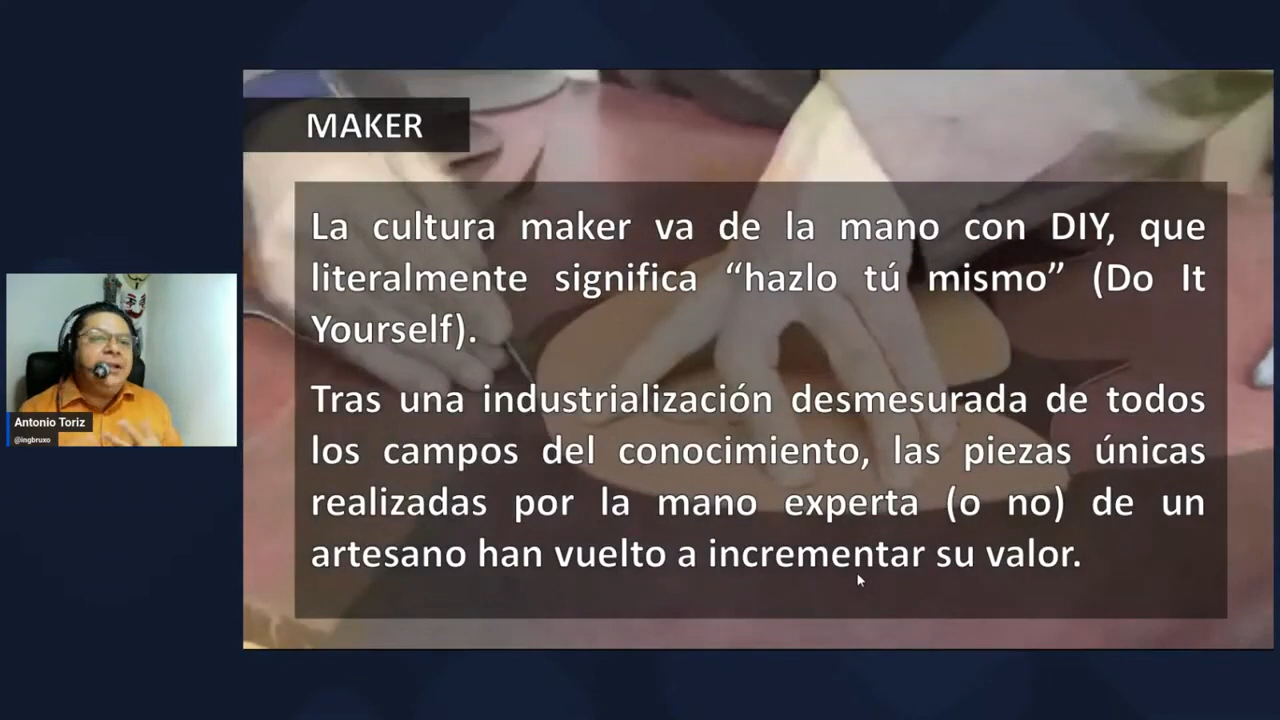 MAKER
La cultura maker va de la mano con DIY, que
literalmente significa “hazlo tú mismo” (Do It
Yourself).
Tras una industrialización desmesurada de todos
los campos del conocimiento, las piezas únicas
realizadas por la mano experta (o no) de un
artesano han vuelto a incrementar su valor.
Antonio Toriz
@ingbruxo